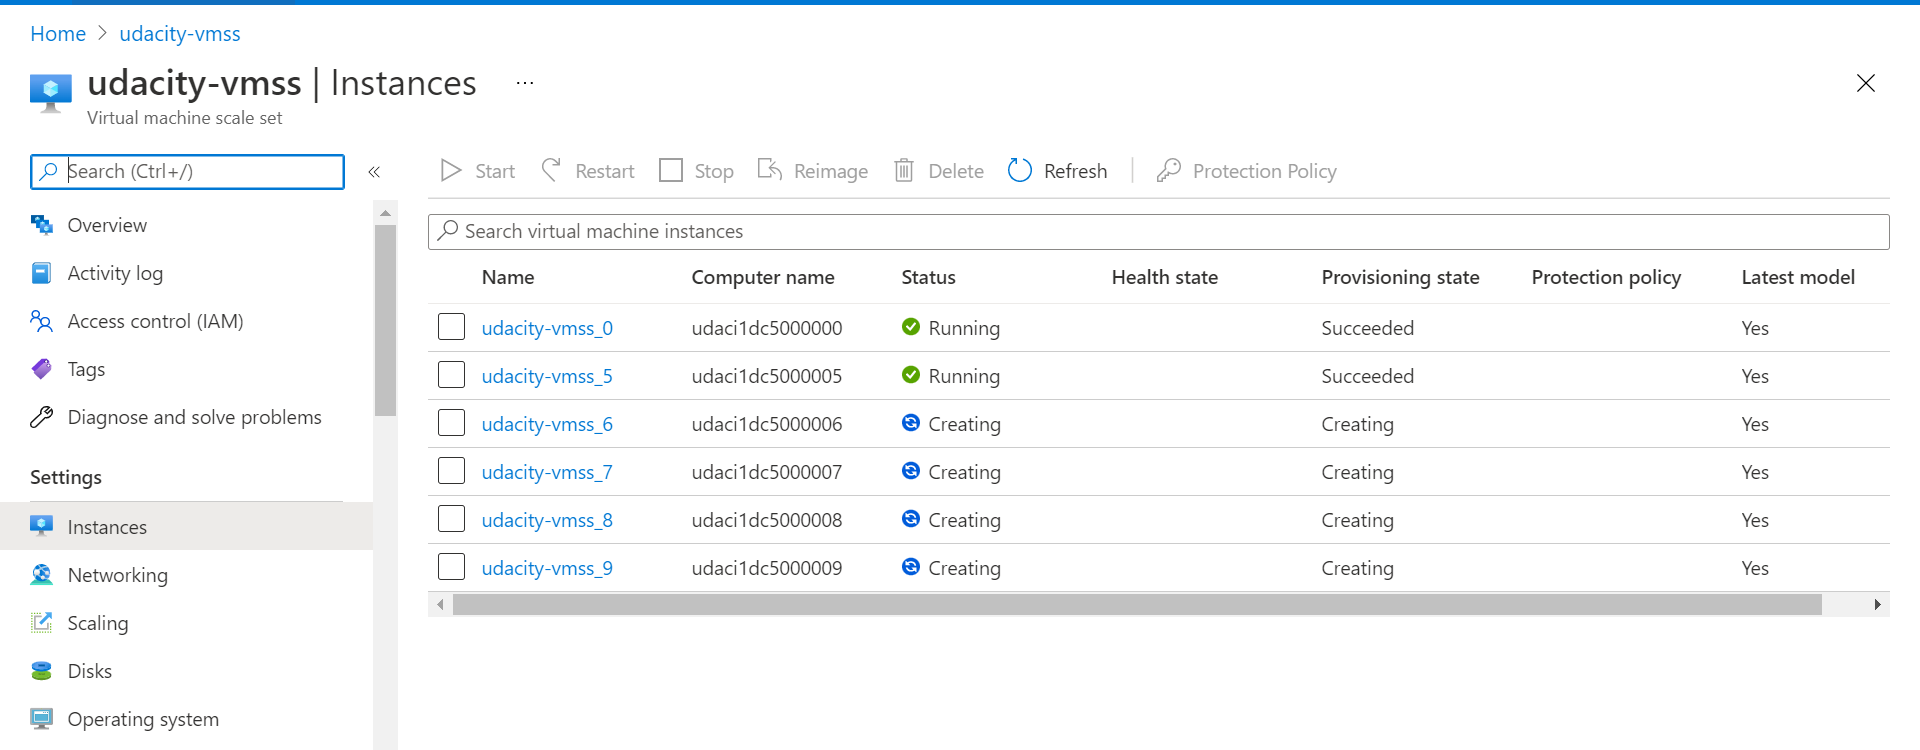 Home > udacity-vmss
udacity-vmss | Instances ...
Virtual machine scale set
Search (Ctrl+/) «
Start Restart Stop Reimage Delete Refresh | Protection Policy
Overview
Activity log
Access control (IAM)
Tags
Diagnose and solve problems
Settings
Instances
Networking
Scaling
Disks
Operating system
Search virtual machine instances
Name Computer name Status Health state Provisioning state Protection policy Latest model
udacity-vmss_0 udaci1dc5000000 Running Succeeded Yes
udacity-vmss_5 udaci1dc5000005 Running Succeeded Yes
udacity-vmss_6 udaci1dc5000006 Creating Creating Yes
udacity-vmss_7 udaci1dc5000007 Creating Creating Yes
udacity-vmss_8 udaci1dc5000008 Creating Creating Yes
udacity-vmss_9 udaci1dc5000009 Creating Creating Yes